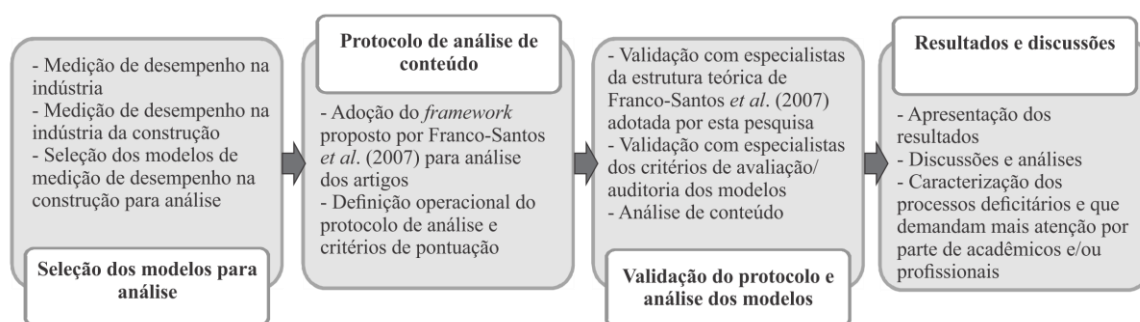 - Medição de desempenho na
indústria
- Medição de desempenho na
indústria da construção
- Seleção dos modelos de
medição de desempenho na
construção para análise
Seleção dos modelos para
análise
Protocolo de análise de
conteúdo
- Adoção do framework
proposto por Franco-Santos
et al. (2007) para análise
dos artigos
- Definição operacional do
protocolo de análise e
critérios de pontuação
- Validação com especialistas
da estrutura teórica de
Franco-Santos et al. (2007)
adotada por esta pesquisa
- Validação com especialistas
dos critérios de avaliação/
auditoria dos modelos
- Análise de conteúdo
Validação do protocolo e
análise dos modelos
Resultados e discussões
- Apresentação dos
resultados
- Discussões e análises
- Caracterização dos
processos deficitários e que
demandam mais atenção por
parte de acadêmicos e/ou
profissionais